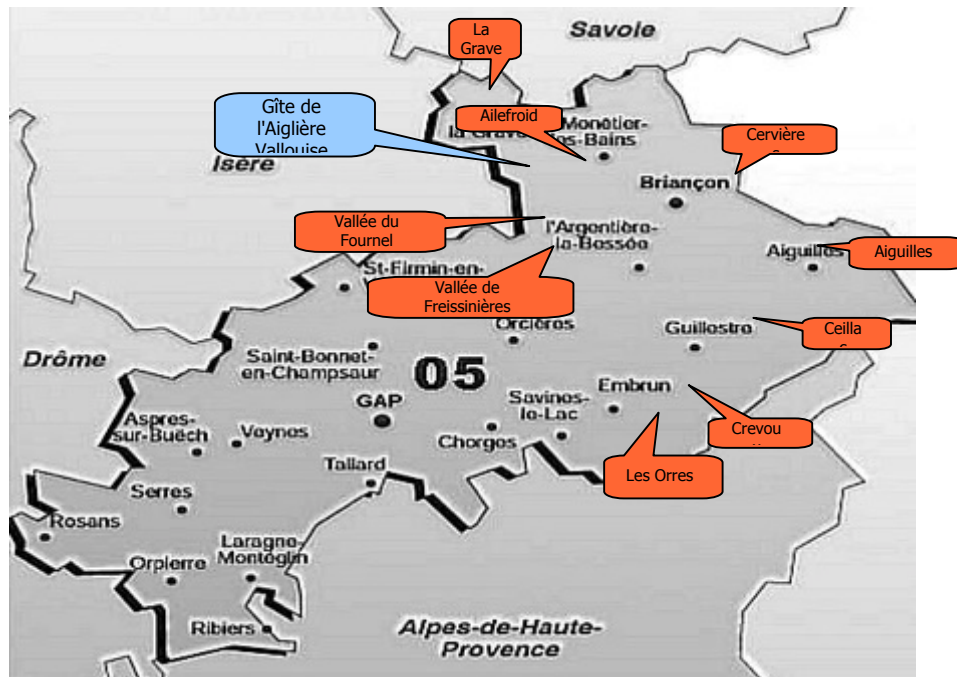 La
Grave
Savoie
Gîte de
l'Aiglière
Vallouise
Ailefroid
la Grave
Monêtier-
les-Bains
Cervière
Isère
Briançon
Vallée du
Fournel
l'Argentière-
la-Bessée
Aiguilles
Aiguilles
St-Firmin-en-
Vallée de
Freissinières
Orcières
Guillestre
Ceilla
Drôme
Saint-Bonnet-
en-Champsaur
05
Embrun
GAP
Savines-
le-Lac
Crevou
Aspres-
sur-Buëch
Veynes
Chorges
Tallard
Les Orres
Serres
Rosans
Laragne-
Montéglin
Orpierre
Ribiers
Alpes-de-Haute-
Provence